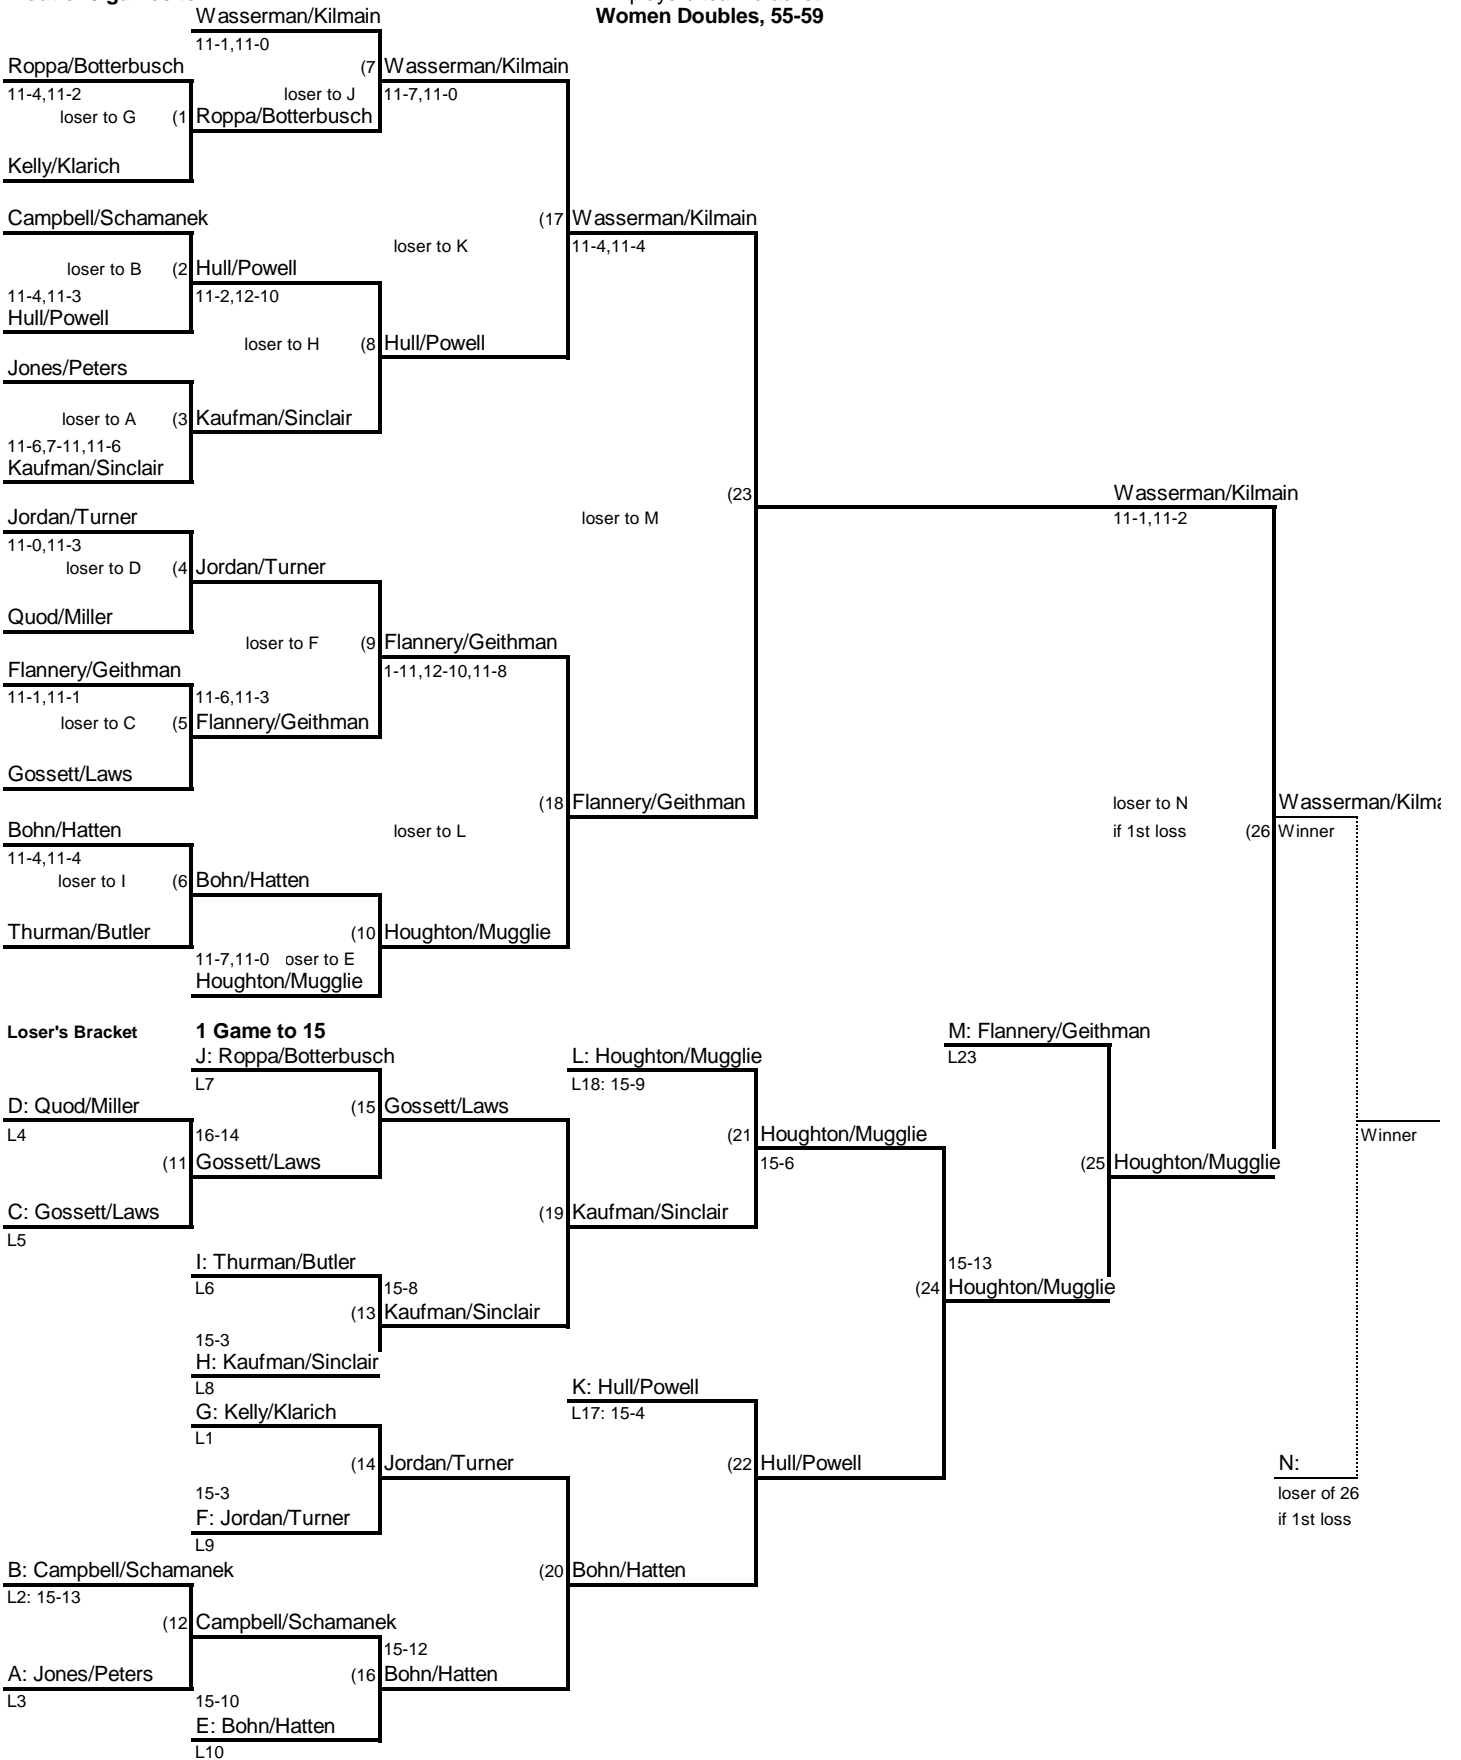 Wasserman/Kilmain
Women Doubles, 55-59
11-1,11-0
Roppa/Botterbusch
(7 Wasserman/Kilmain
11-4,11-2
loser to J
11-7,11-0
loser to G
(1 Roppa/Botterbusch
Kelly/Klarich
Campbell/Schamanek
(17 Wasserman/Kilmain
loser to K
11-4,11-4
loser to B
(2 Hull/Powell
11-4,11-3
11-2,12-10
Hull/Powell
loser to H
(8 Hull/Powell
Jones/Peters
loser to A
(3 Kaufman/Sinclair
11-6,7-11,11-6
Kaufman/Sinclair
(23 Wasserman/Kilmain
Jordan/Turner
loser to M
11-1,11-2
11-0,11-3
loser to D
(4 Jordan/Turner
Quod/Miller
loser to F
(9 Flannery/Geithman
Flannery/Geithman
1-11,12-10,11-8
11-1,11-1
11-6,11-3
loser to C
(5 Flannery/Geithman
Gossett/Laws
(18 Flannery/Geithman
loser to N
Wasserman/Kilma
Bohn/Hatten
loser to L
if 1st loss
(26 Winner
11-4,11-4
loser to I
(6 Bohn/Hatten
Thurman/Butler
(10 Houghton/Mugglie
11-7,11-0 oser to E
Houghton/Mugglie
Loser's Bracket
1 Game to 15
M: Flannery/Geithman
J: Roppa/Botterbusch
L: Houghton/Mugglie
L23
L7
L18: 15-9
D: Quod/Miller
(15 Gossett/Laws
L4
16-14
(21 Houghton/Mugglie
Winner
(11 Gossett/Laws
15-6
(25 Houghton/Mugglie
C: Gossett/Laws
(19 Kaufman/Sinclair
L5
I: Thurman/Butler
15-13
L6
15-8
(24 Houghton/Mugglie
(13 Kaufman/Sinclair
15-3
H: Kaufman/Sinclair
L8
K: Hull/Powell
G: Kelly/Klarich
L17: 15-4
L1
(14 Jordan/Turner
(22 Hull/Powell
N:
15-3
loser of 26
F: Jordan/Turner
if 1st loss
L9
B: Campbell/Schamanek
(20 Bohn/Hatten
L2: 15-13
(12 Campbell/Schamanek
15-12
A: Jones/Peters
(16 Bohn/Hatten
L3
15-10
E: Bohn/Hatten
L10